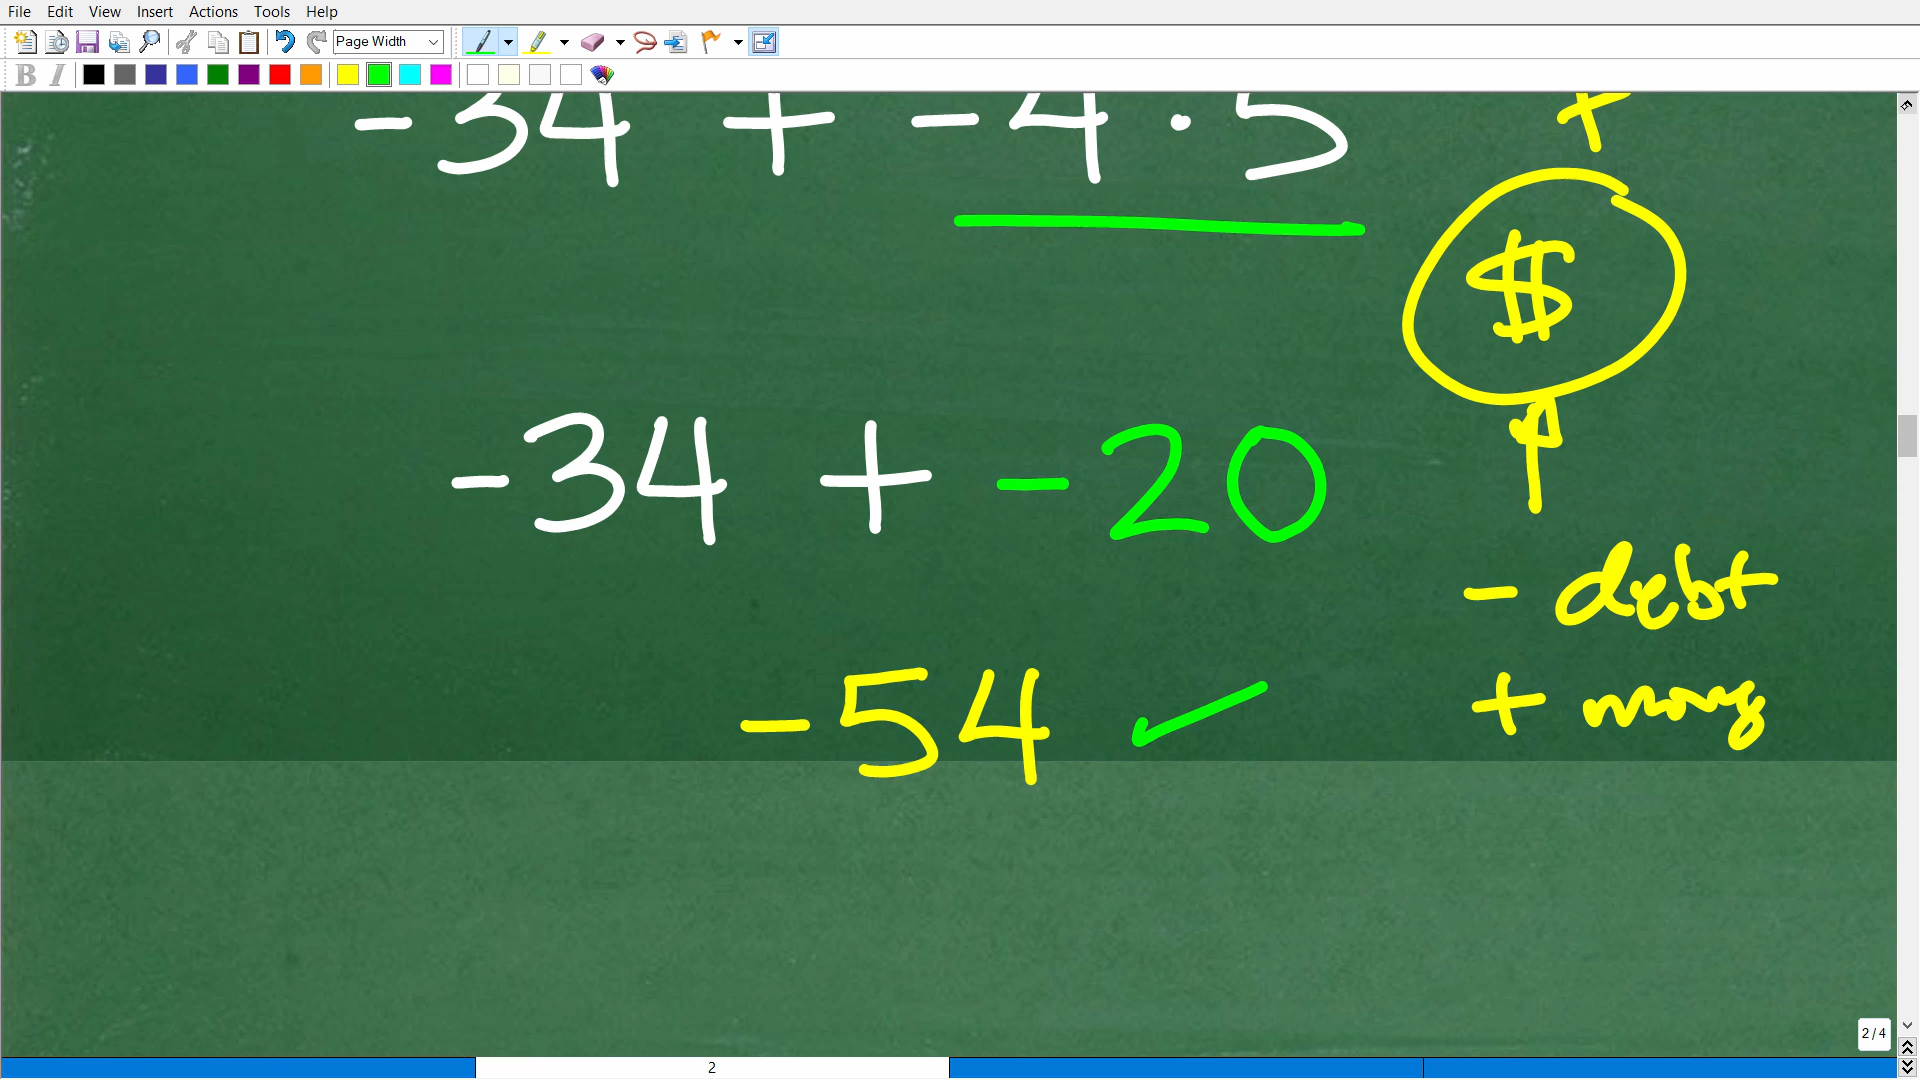 File Edit View Insert Actions Tools Help
Page Width
B I
-34 + -4 · 5
+
$
-34 + -20
- debt
+ money
-54 ✓
2 / 4
2